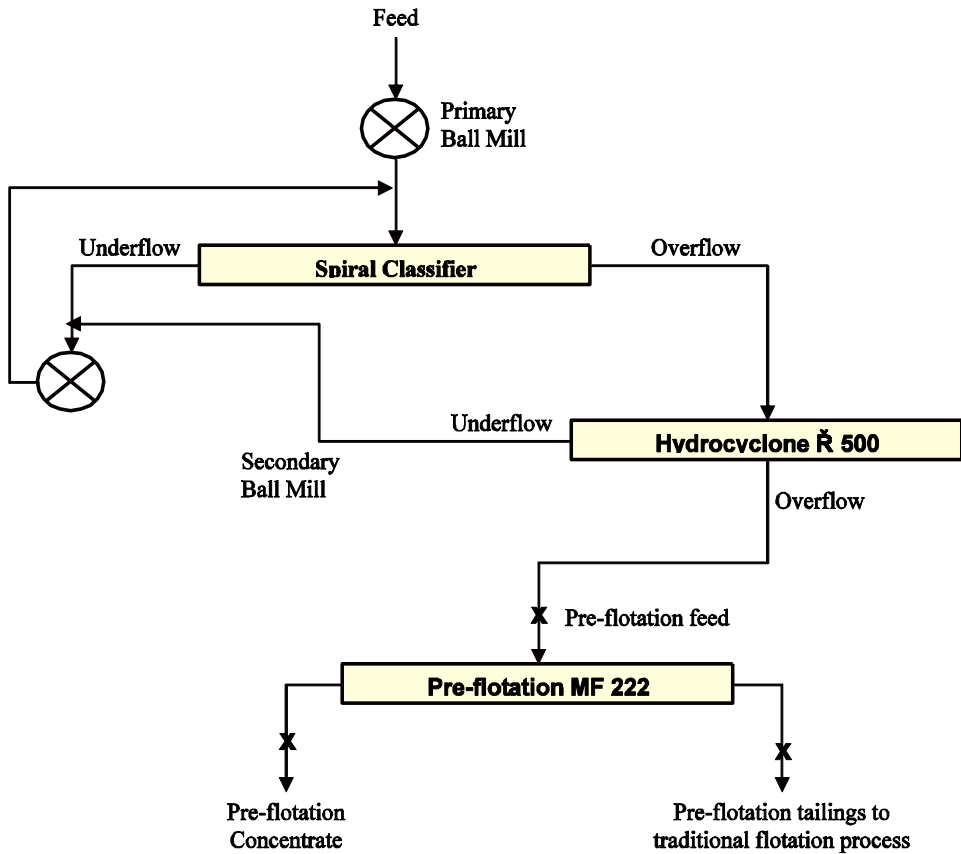 Feed
Primary
Ball Mill
Underflow
Overflow
Spiral Classifier
Underflow
Hydrocyclone Ř 500
Secondary
Ball Mill
Overflow
Pre-flotation feed
Pre-flotation MF 222
Pre-flotation
Concentrate
Pre-flotation tailings to
traditional flotation process